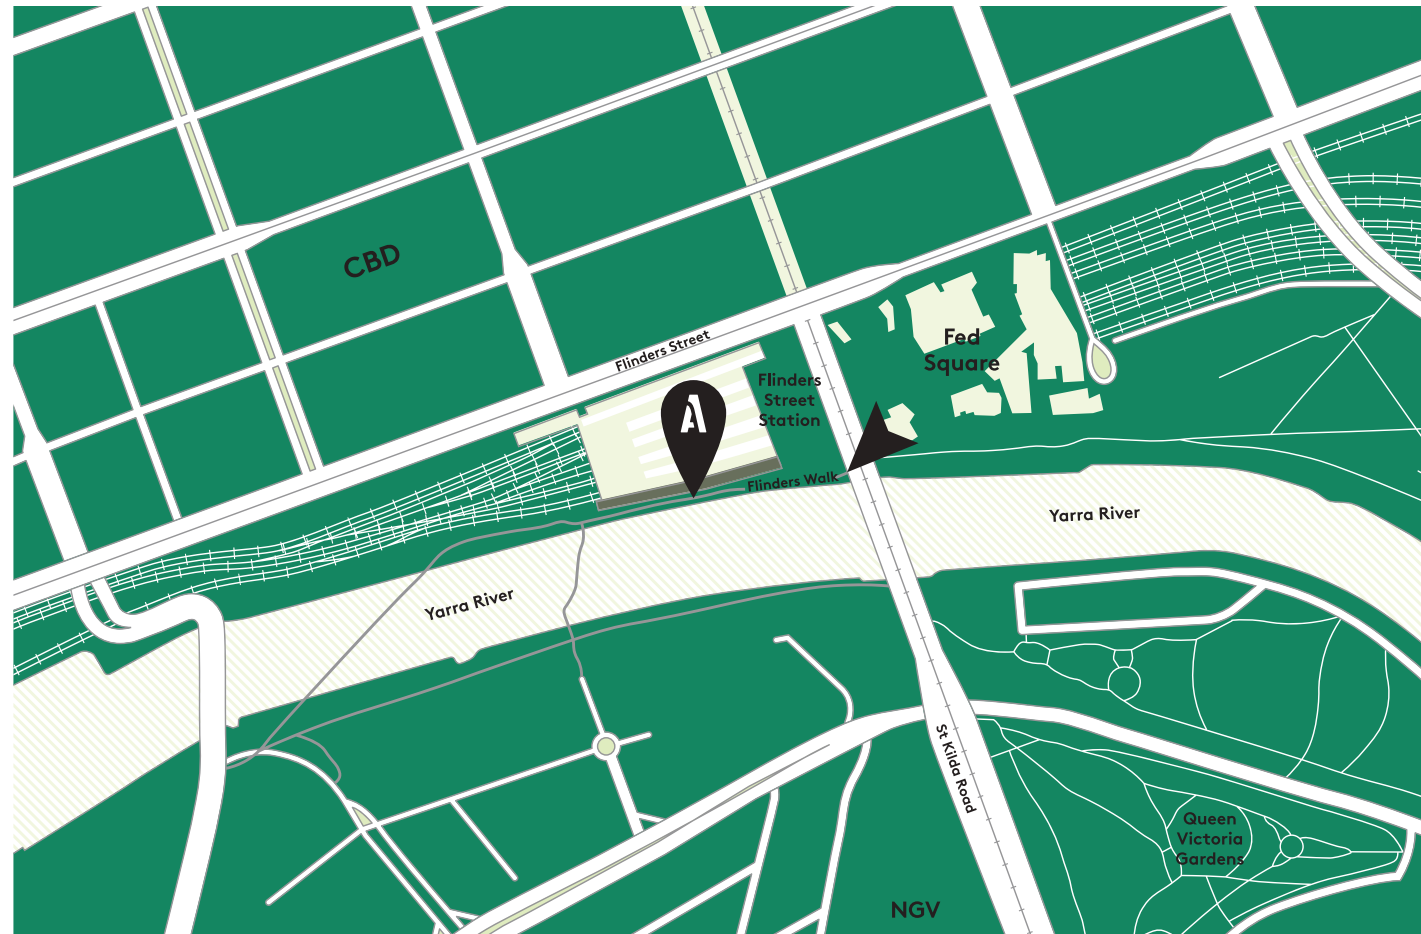 CBD
Flinders Street
Fed
Square
Flinders
Street
Station
A
Flinders Walk
Yarra River
Yarra River
St Kilda Road
Queen
Victoria
Gardens
NGV